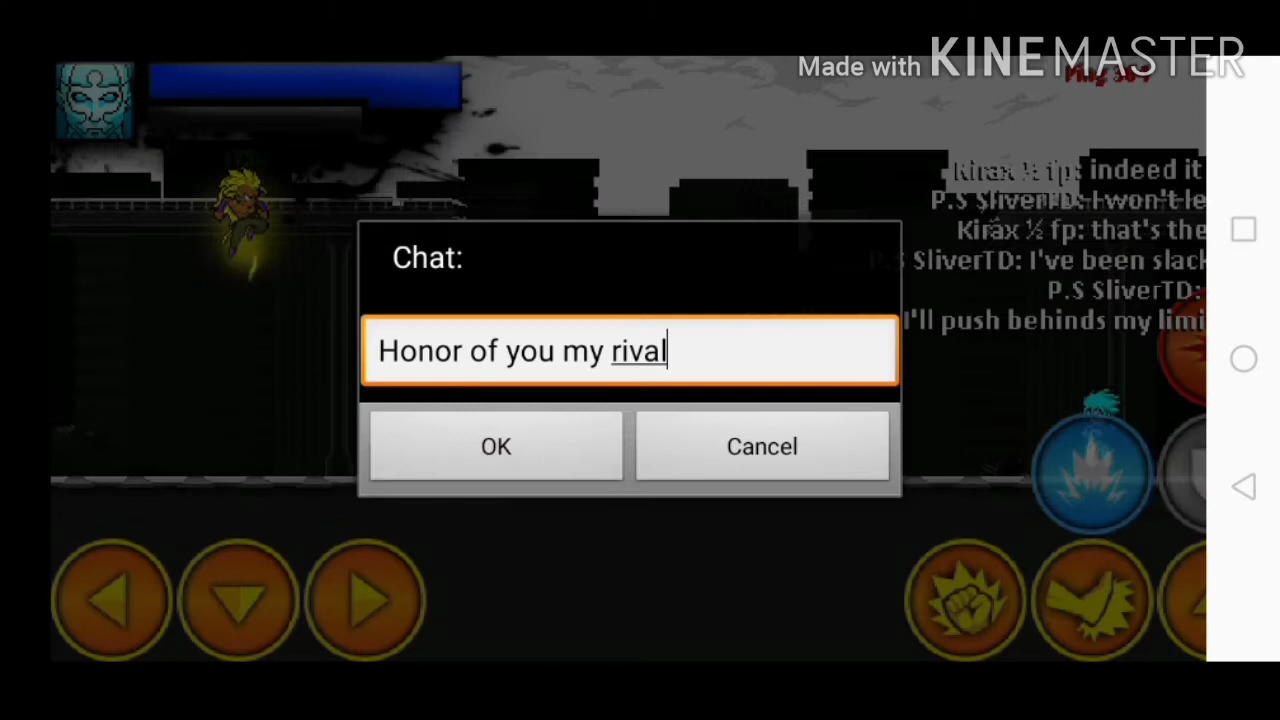 Made with KINEMASTER
Kirax ½ fp: indeed it
P.S SliverTD: I won't le
Kirax ½ fp: that's the
P.S SliverTD: I've been slack
P.S SliverTD:
I'll push behinds my limi
Chat:
Honor of you my rival
OK
Cancel